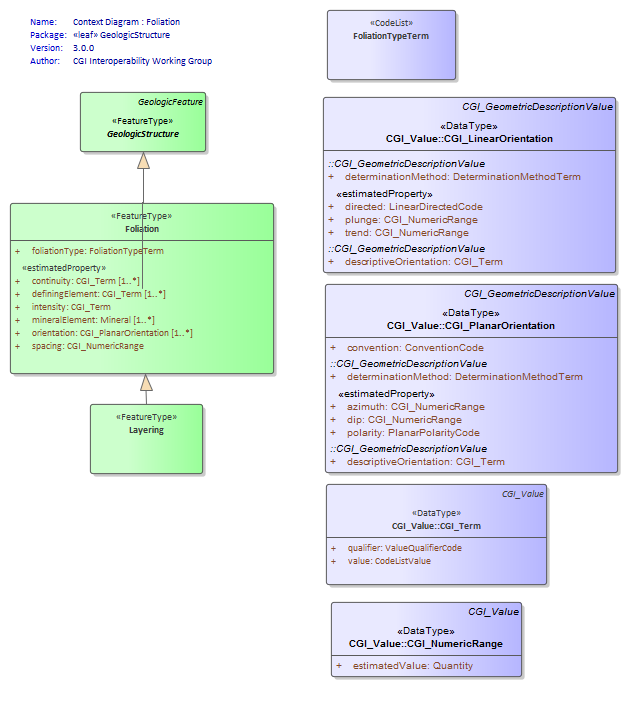 Name: Context Diagram : Foliation
Package: «leaf» GeologicStructure
Version: 3.0.0
Author: CGI Interoperability Working Group
GeologicFeature
«FeatureType»
GeologicStructure
«FeatureType»
Foliation
+ foliationType: FoliationTypeTerm
«estimatedProperty»
+ continuity: CGI_Term [1..*]
+ definingElement: CGI_Term [1..*]
+ intensity: CGI_Term
+ mineralElement: Mineral [1..*]
+ orientation: CGI_PlanarOrientation [1..*]
+ spacing: CGI_NumericRange
«FeatureType»
Layering
«CodeList»
FoliationTypeTerm
CGI_GeometricDescriptionValue
«DataType»
CGI_Value::CGI_LinearOrientation
::CGI_GeometricDescriptionValue
+ determinationMethod: DeterminationMethodTerm
«estimatedProperty»
+ directed: LinearDirectedCode
+ plunge: CGI_NumericRange
+ trend: CGI_NumericRange
::CGI_GeometricDescriptionValue
+ descriptiveOrientation: CGI_Term
CGI_GeometricDescriptionValue
«DataType»
CGI_Value::CGI_PlanarOrientation
+ convention: ConventionCode
::CGI_GeometricDescriptionValue
+ determinationMethod: DeterminationMethodTerm
«estimatedProperty»
+ azimuth: CGI_NumericRange
+ dip: CGI_NumericRange
+ polarity: PlanarPolarityCode
::CGI_GeometricDescriptionValue
+ descriptiveOrientation: CGI_Term
CGI_Value
«DataType»
CGI_Value::CGI_Term
+ qualifier: ValueQualifierCode
+ value: CodeListValue
CGI_Value
«DataType»
CGI_Value::CGI_NumericRange
+ estimatedValue: Quantity